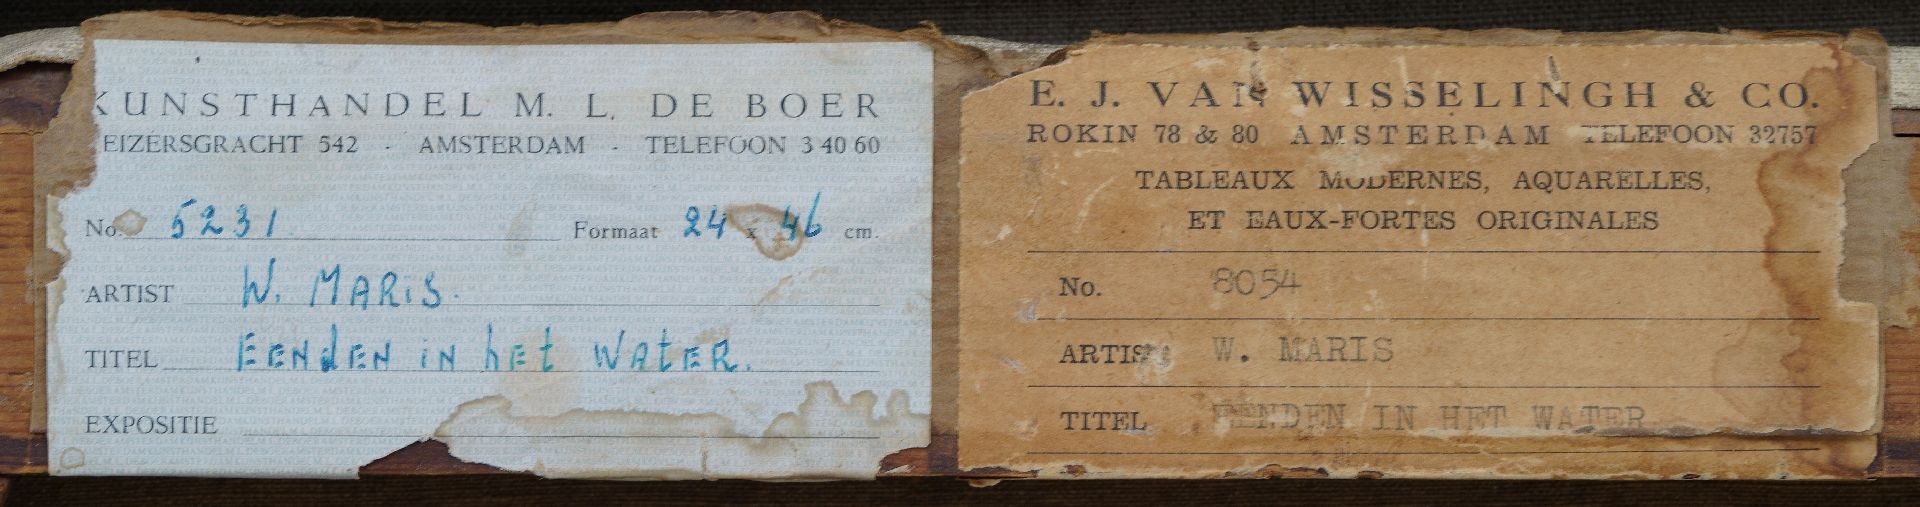 KUNSTHANDEL M. L. DE BOER
EIZERSGRACHT 542 - AMSTERDAM - TELEFOON 3 40 60
No. 5231. Formaat 24 x 46 cm.
ARTIST W. MARIS.
TITEL EENDEN IN hEt WAtER.
EXPOSITIE
E. J. VAN WISSELINGH & CO.
ROKIN 78 & 80 AMSTERDAM TELEFOON 32757
TABLEAUX MODERNES, AQUARELLES,
ET EAUX-FORTES ORIGINALES
No. 8054
ARTIST W. MARIS
TITEL EENDEN IN HET WATER